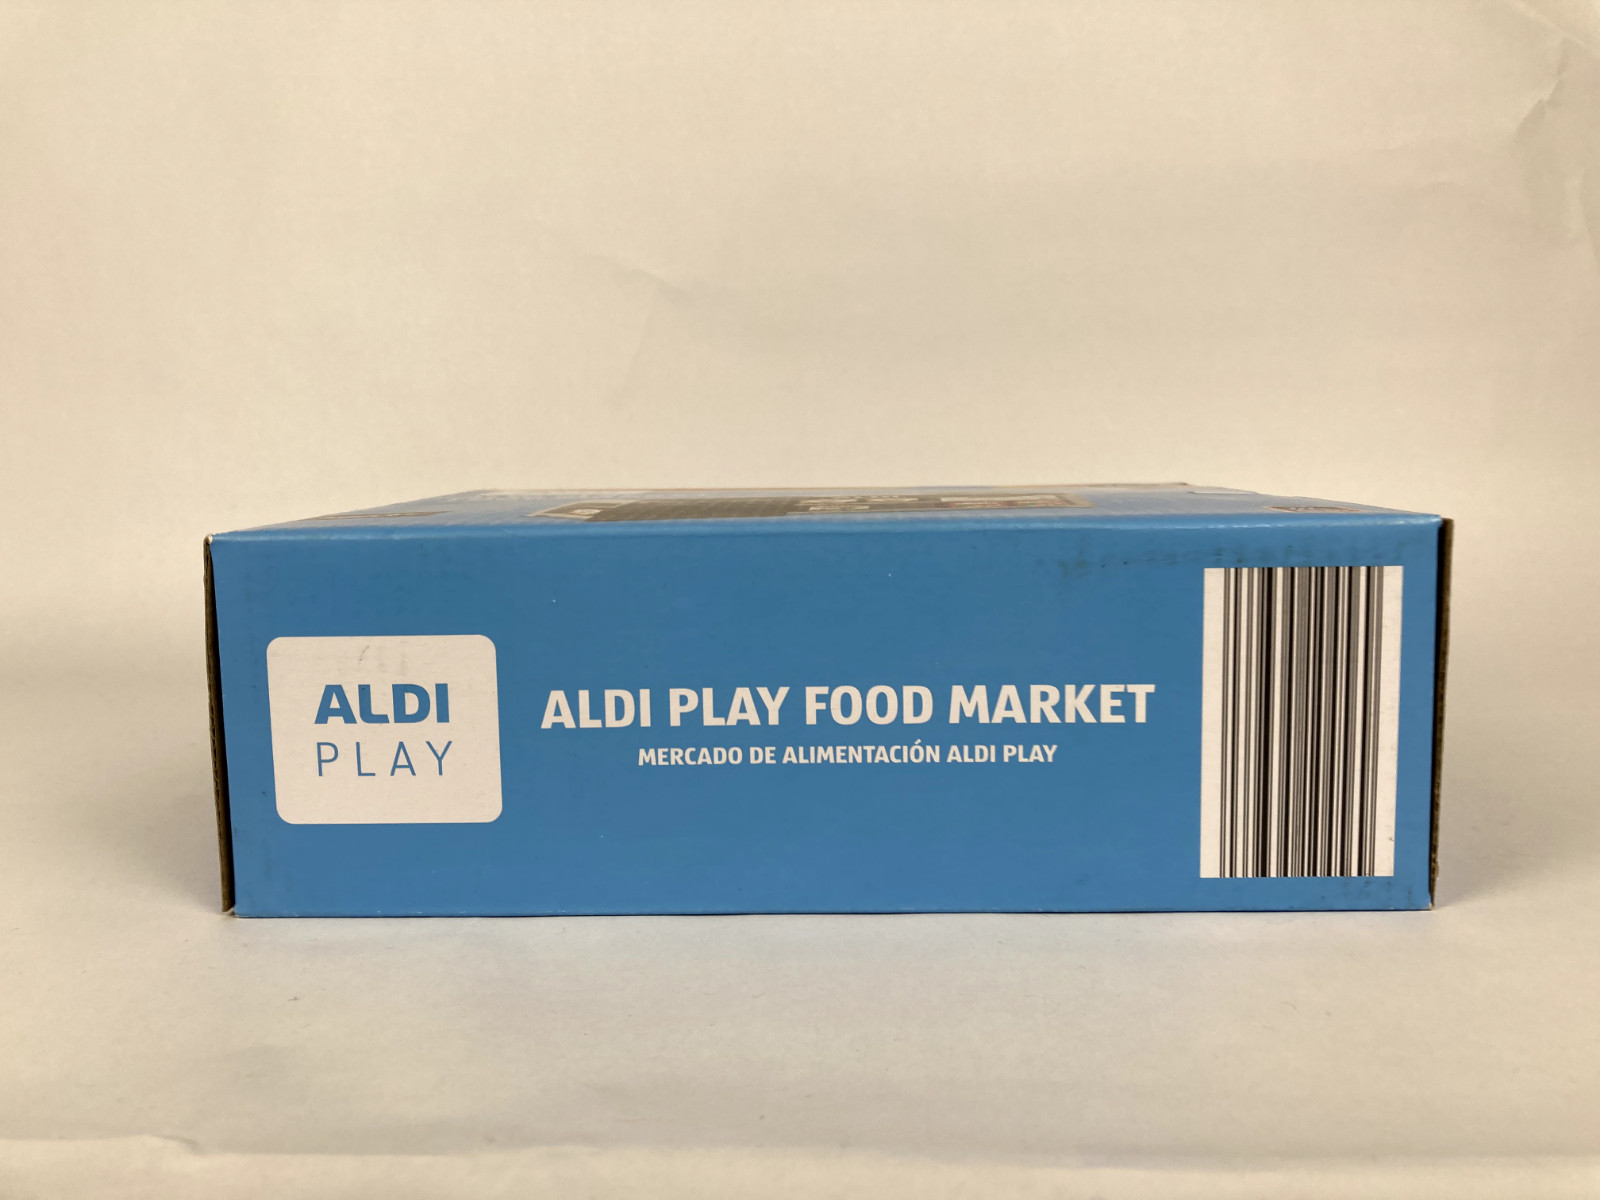 ALDI
PLAY
ALDI PLAY FOOD MARKET
MERCADO DE ALIMENTACIÓN ALDI PLAY